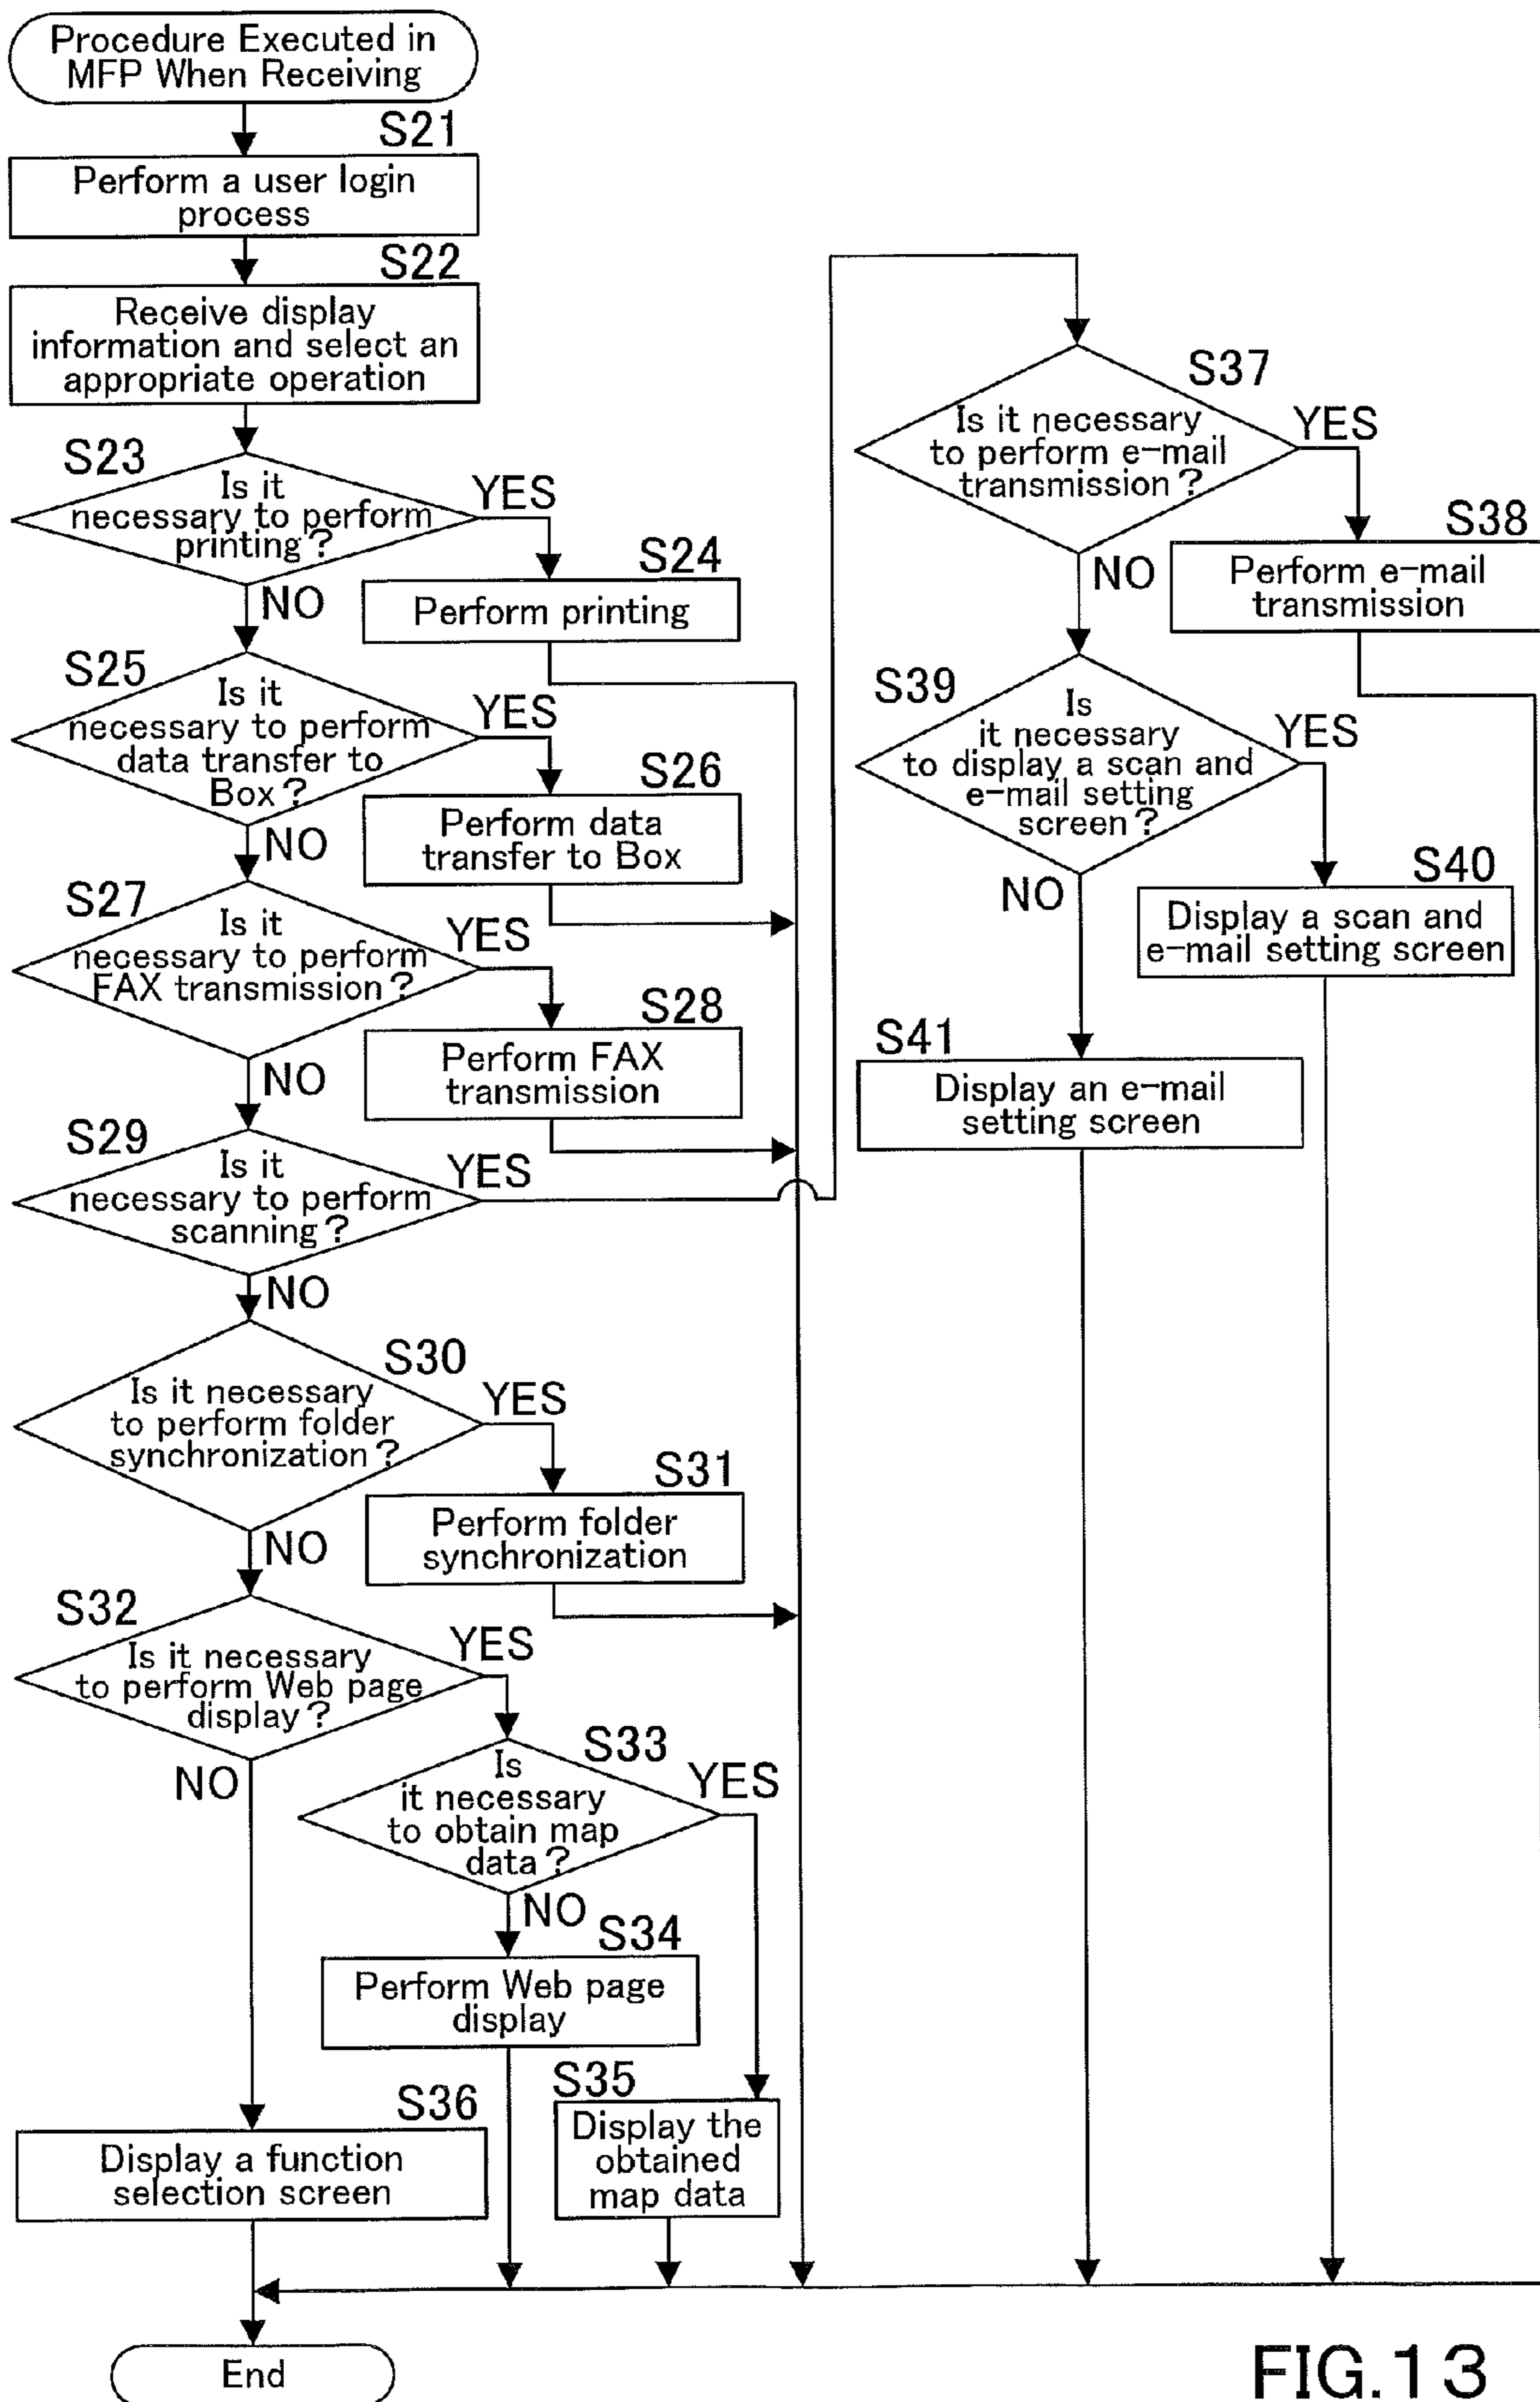 Procedure Executed in
MFP When Receiving
S21
Perform a user login
process
S22
Receive display
information and select an
appropriate operation
S23
Is it
necessary to perform
printing?
YES
NO
S24
Perform printing
S25
Is it
necessary to perform
data transfer to
Box?
YES
NO
S26
Perform data
transfer to Box
S27
Is it
necessary to perform
FAX transmission?
YES
NO
S28
Perform FAX
transmission
S29
Is it
necessary to perform
scanning?
YES
NO
S30
Is it necessary
to perform folder
synchronization?
YES
NO
S31
Perform folder
synchronization
S32
Is it necessary
to perform Web page
display?
YES
NO
S33
Is
it necessary
to obtain map
data?
YES
NO
S34
Perform Web page
display
S35
Display the
obtained
map data
S36
Display a function
selection screen
End
S37
Is it necessary
to perform e-mail
transmission?
YES
NO
S38
Perform e-mail
transmission
S39
Is
it necessary
to display a scan and
e-mail setting
screen?
YES
NO
S40
Display a scan and
e-mail setting screen
S41
Display an e-mail
setting screen
FIG.13